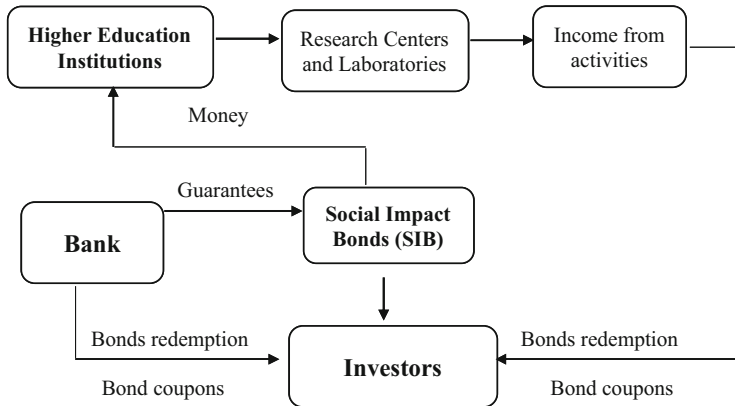 Higher Education
Institutions
Research Centers
and Laboratories
Income from
activities
Money
Guarantees
Bank
Social Impact
Bonds (SIB)
Bonds redemption
Bond coupons
Investors
Bonds redemption
Bond coupons